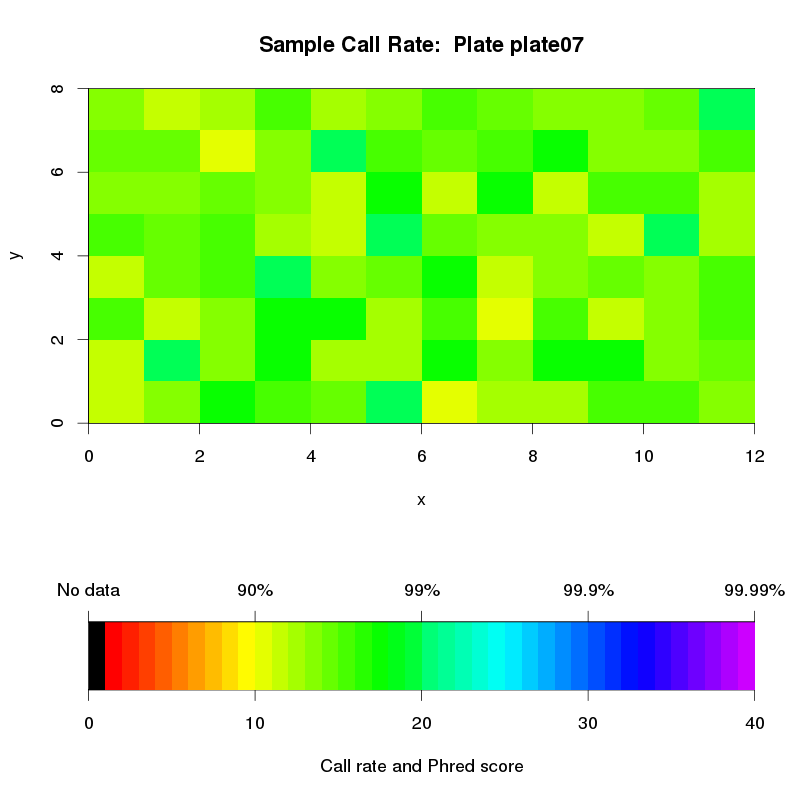 Sample Call Rate:  Plate plate07
8
6
4
2
0
y
0 2 4 6 8 10 12
x
No data 90% 99% 99.9% 99.99%
0 10 20 30 40
Call rate and Phred score